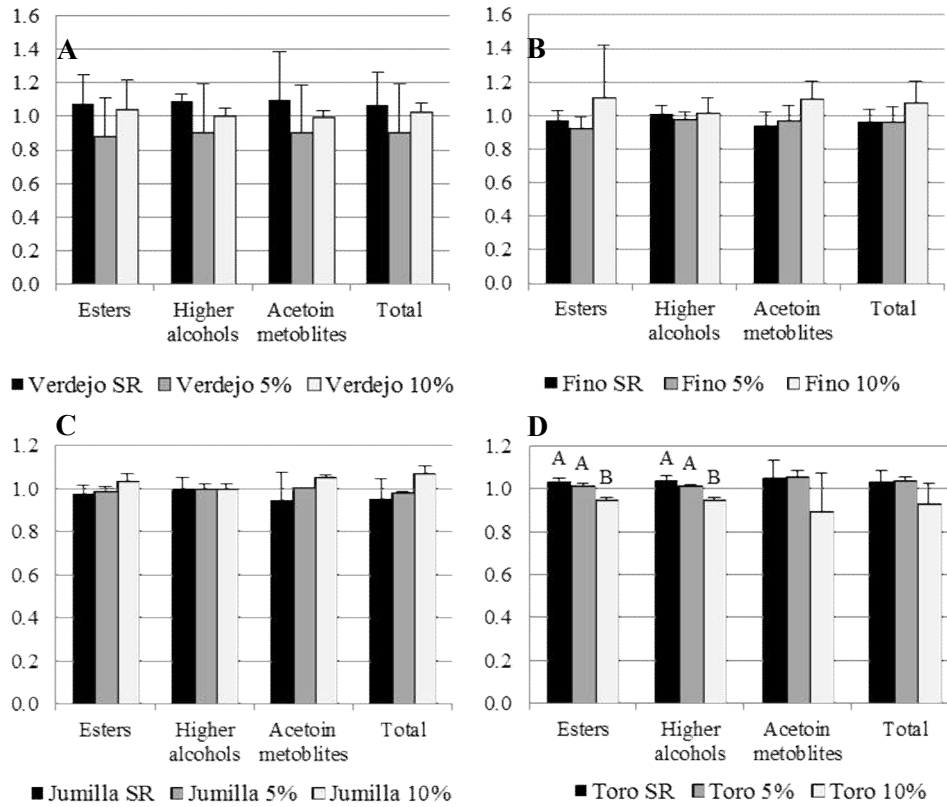 A
1.6
1.4
1.2
1.0
0.8
0.6
0.4
0.2
0.0
Esters Higher alcohols Acetoin metoblites Total
■ Verdejo SR ■ Verdejo 5% □ Verdejo 10%
B
1.6
1.4
1.2
1.0
0.8
0.6
0.4
0.2
0.0
Esters Higher alcohols Acetoin metoblites Total
■ Fino SR ■ Fino 5% □ Fino 10%
C
1.2
1.0
0.8
0.6
0.4
0.2
0.0
Esters Higher alcohols Acetoin metoblites Total
■ Jumilla SR ■ Jumilla 5% □ Jumilla 10%
D
1.2
1.0
0.8
0.6
0.4
0.2
0.0
A A B A A B
Esters Higher alcohols Acetoin metoblites Total
■ Toro SR ■ Toro 5% □ Toro 10%